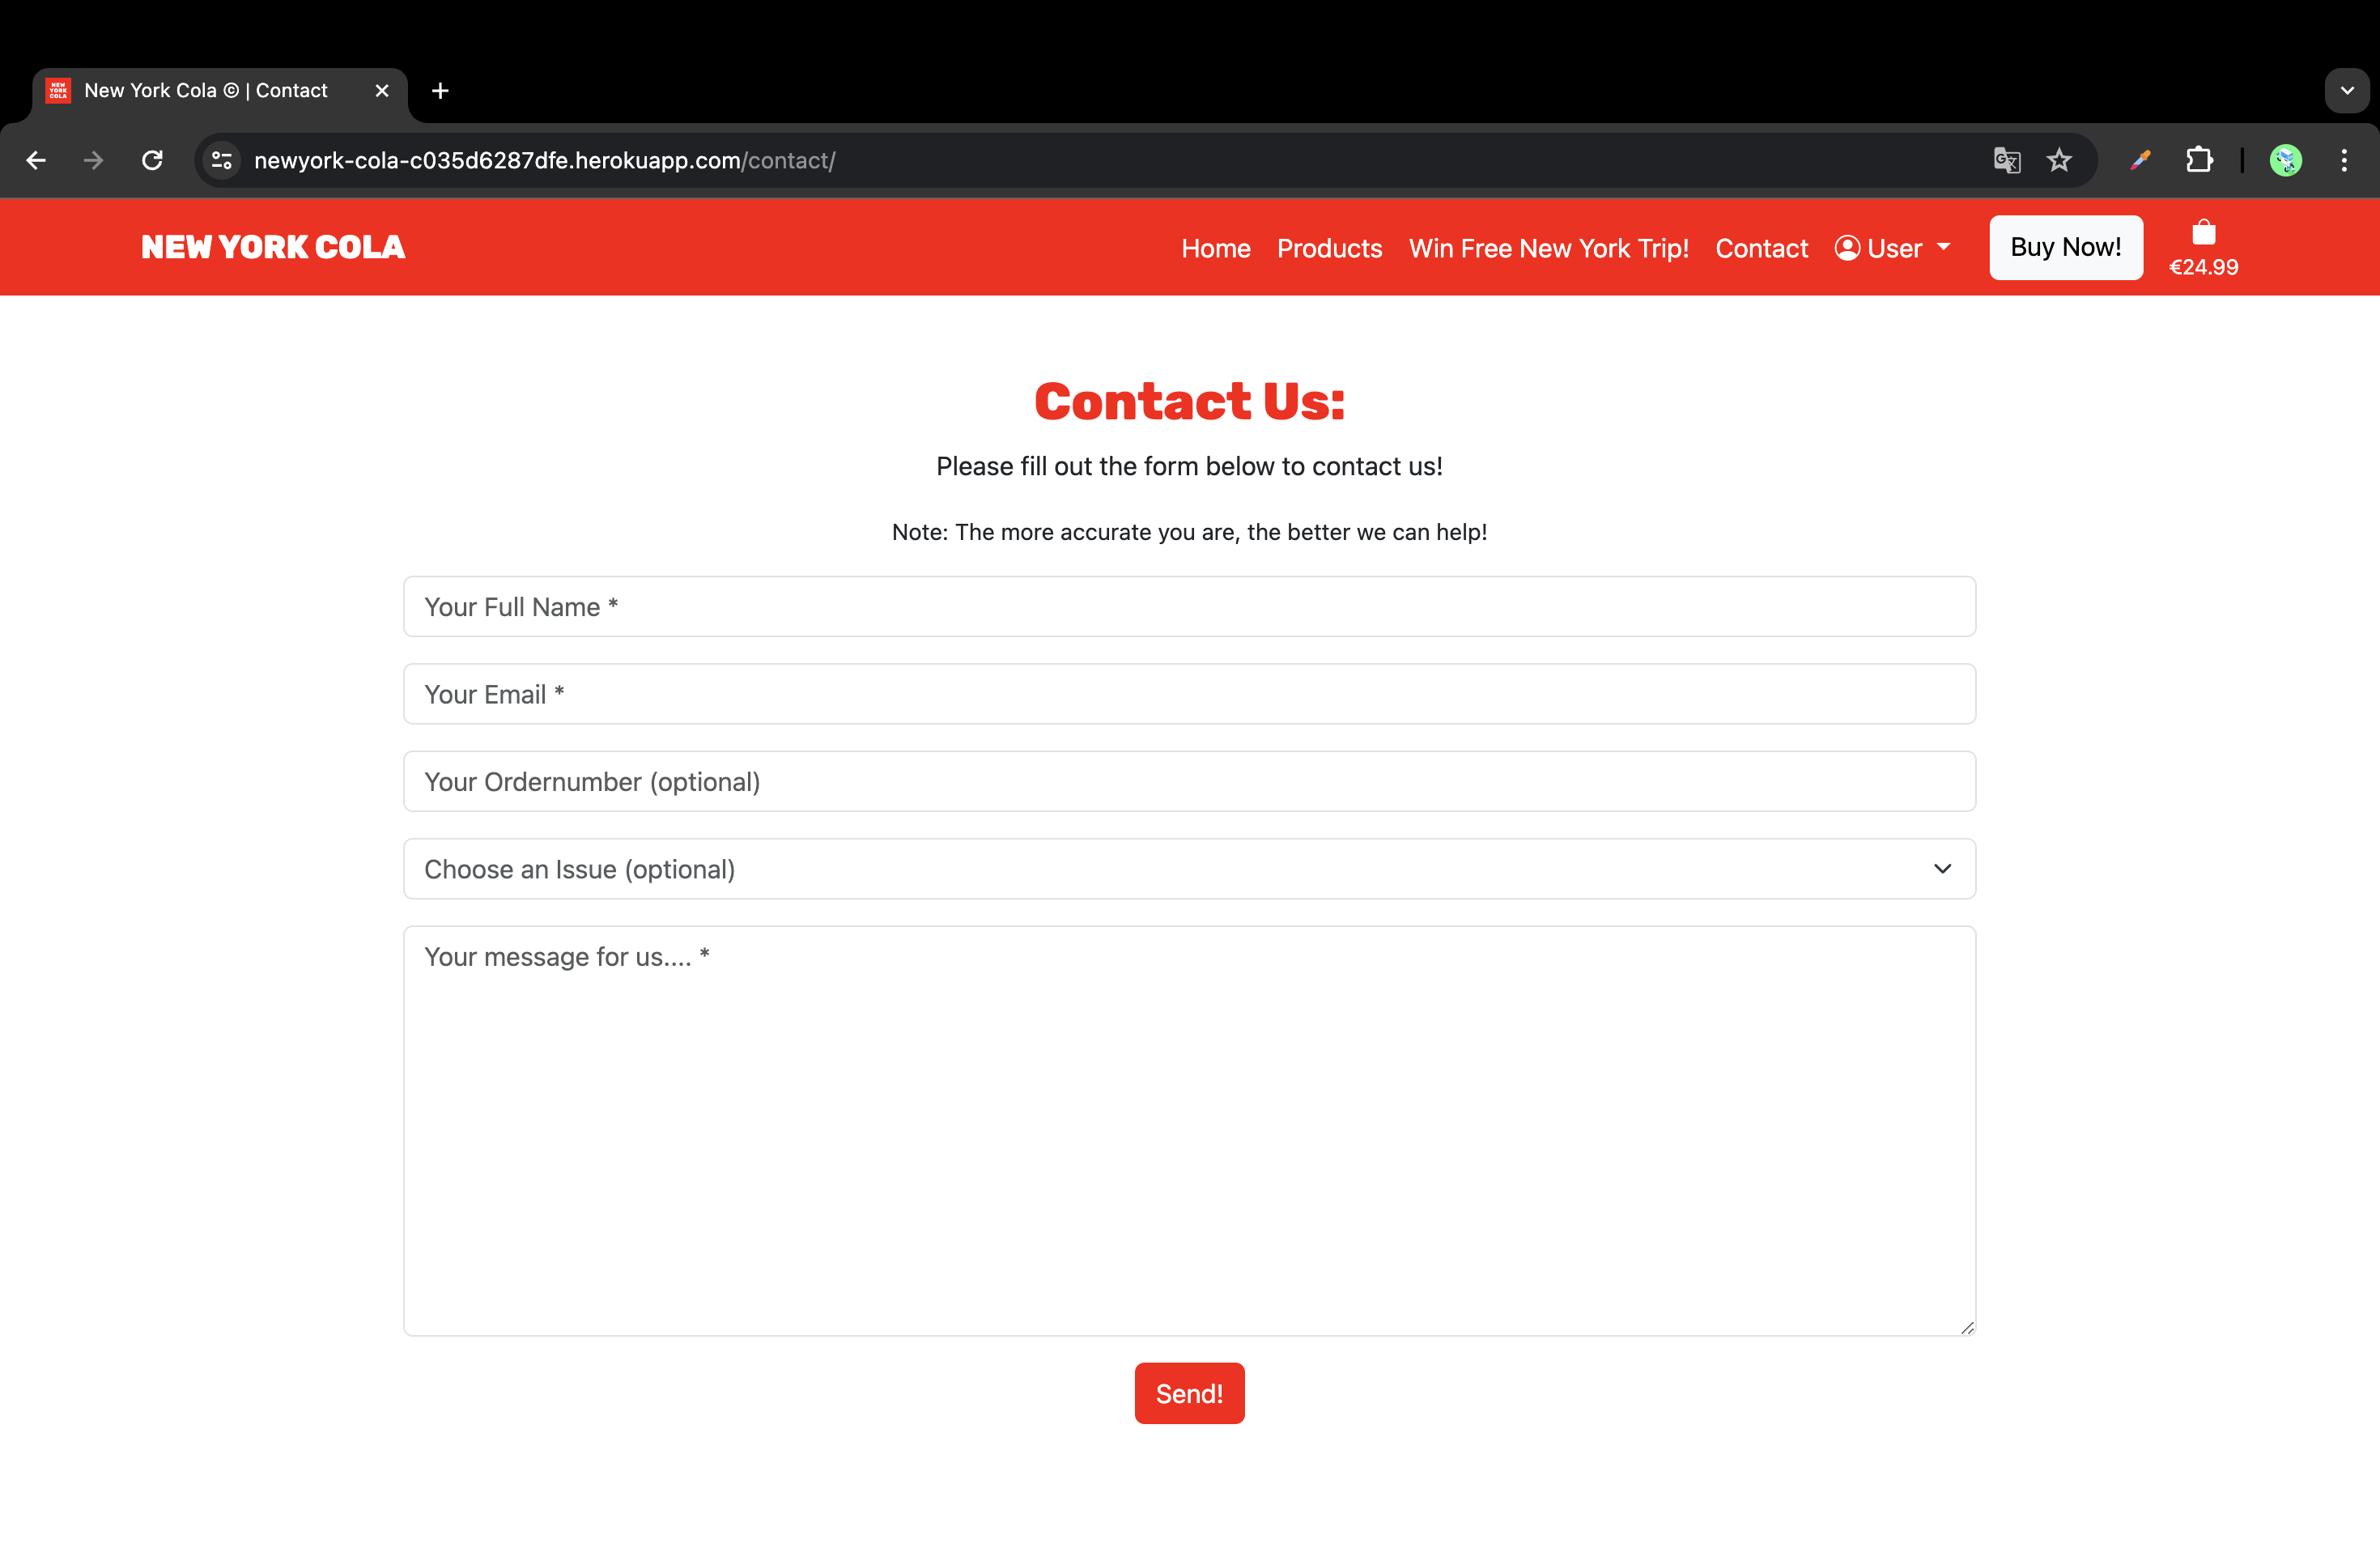 New York Cola © | Contact
newyork-cola-c035d6287dfe.herokuapp.com/contact/
NEW YORK COLA
Home Products Win Free New York Trip! Contact User Buy Now! €24.99
Contact Us:
Please fill out the form below to contact us!
Note: The more accurate you are, the better we can help!
Your Full Name *
Your Email *
Your Ordernumber (optional)
Choose an Issue (optional)
Your message for us.... *
Send!